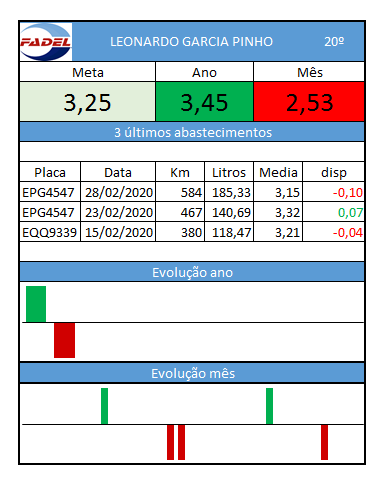 FADEL LEONARDO GARCIA PINHO 20º
Meta Ano Mês
3,25 3,45 2,53
3 últimos abastecimentos
Placa Data Km Litros Media disp
EPG4547 28/02/2020 584 185,33 3,15 -0,10
EPG4547 23/02/2020 467 140,69 3,32 0,07
EQQ9339 15/02/2020 380 118,47 3,21 -0,04
Evolução ano
Evolução mês